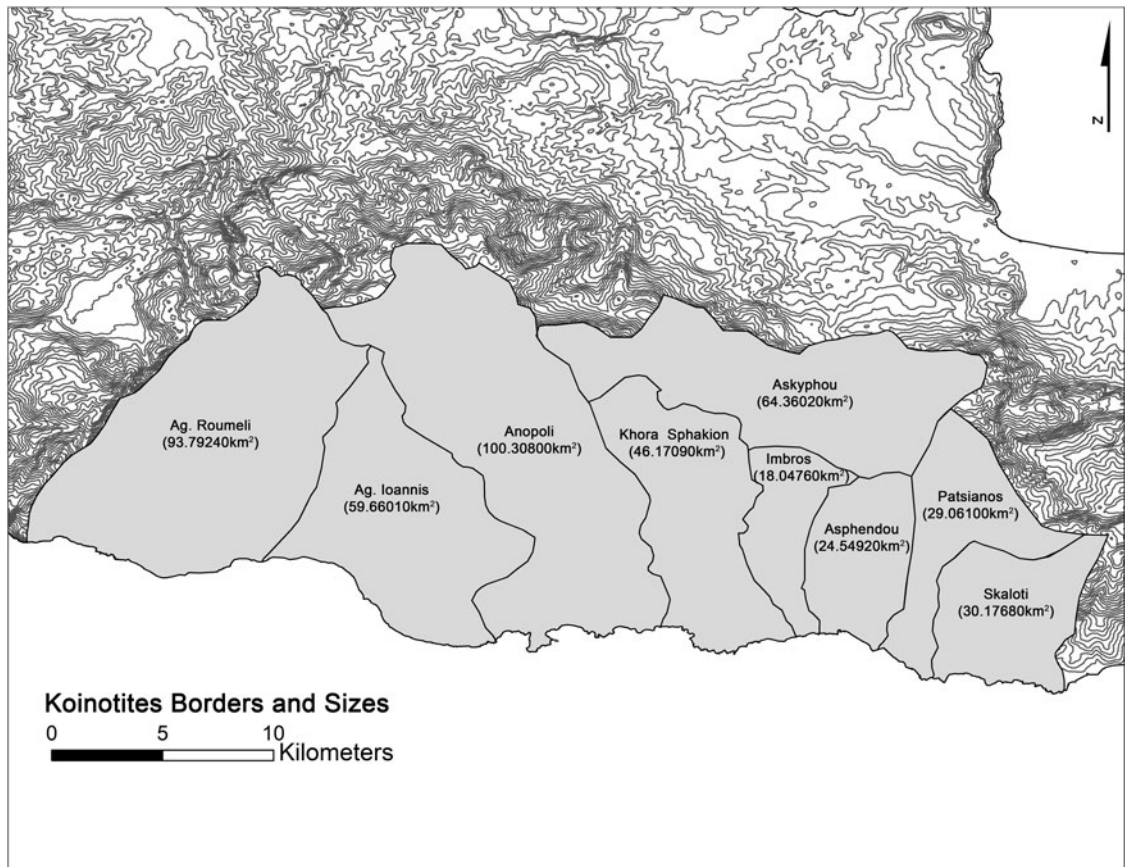 Z
Askyphou
(64.36020km²)
Ag. Roumeli
(93.79240km²)
Anopoli
(100.30800km²)
Khora Sphakion
(46.17090km²)
Imbros
(18.04760km²)
Ag. Ioannis
(59.66010km²)
Patsianos
(29.06100km²)
Asphendou
(24.54920km²)
Skaloti
(30.17680km²)
Koinotites Borders and Sizes
0 5 10
Kilometers